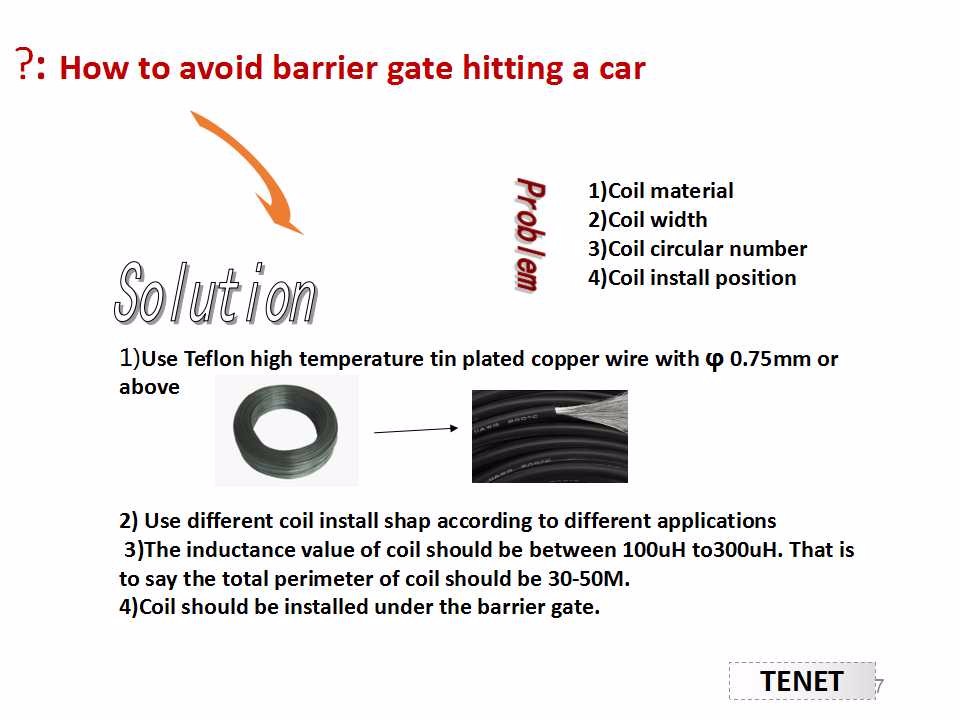 ?: How to avoid barrier gate hitting a car
Problem
1)Coil material
2)Coil width
3)Coil circular number
4)Coil install position
Solution
1)Use Teflon high temperature tin plated copper wire with φ 0.75mm or
above
2) Use different coil install shap according to different applications
3)The inductance value of coil should be between 100uH to300uH. That is
to say the total perimeter of coil should be 30-50M.
4)Coil should be installed under the barrier gate.
TENET
7